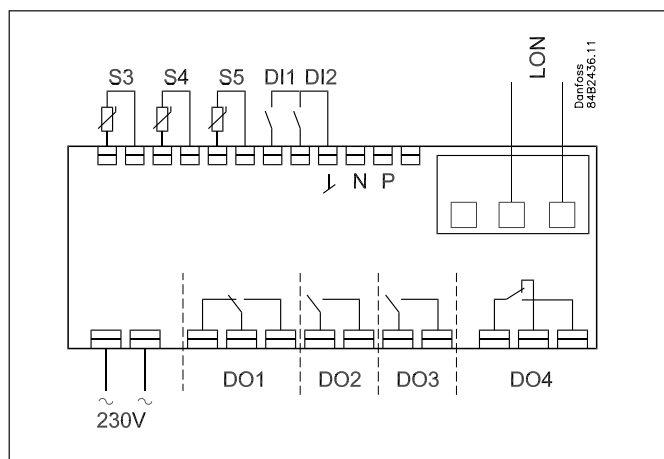 S3 S4 S5 DI1 DI2
LON
Danfoss
84B2436.11
N P
DO1 DO2 DO3 DO4
~ ~
230V